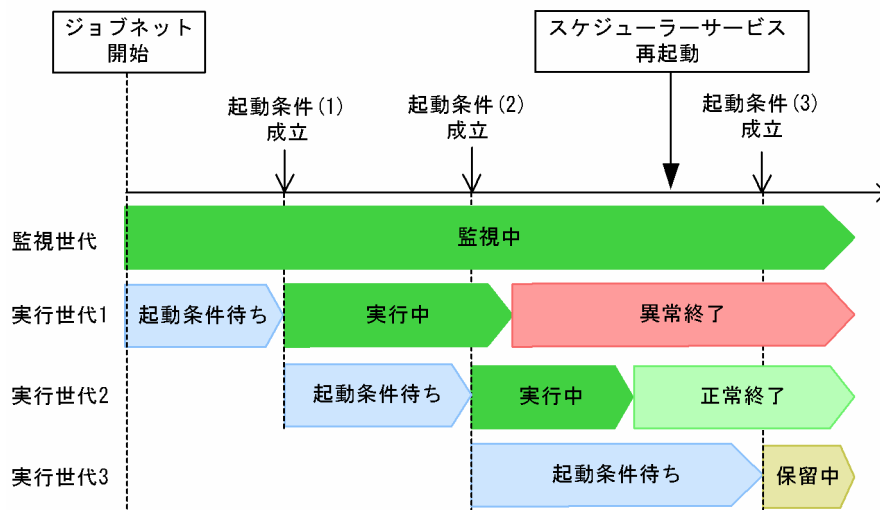 ジョブネット
開始
スケジューラーサービス
再起動
起動条件(1)
成立
起動条件(2)
成立
起動条件(3)
成立
監視世代
監視中
実行世代1
起動条件待ち
実行中
異常終了
実行世代2
起動条件待ち
実行中
正常終了
実行世代3
起動条件待ち
保留中